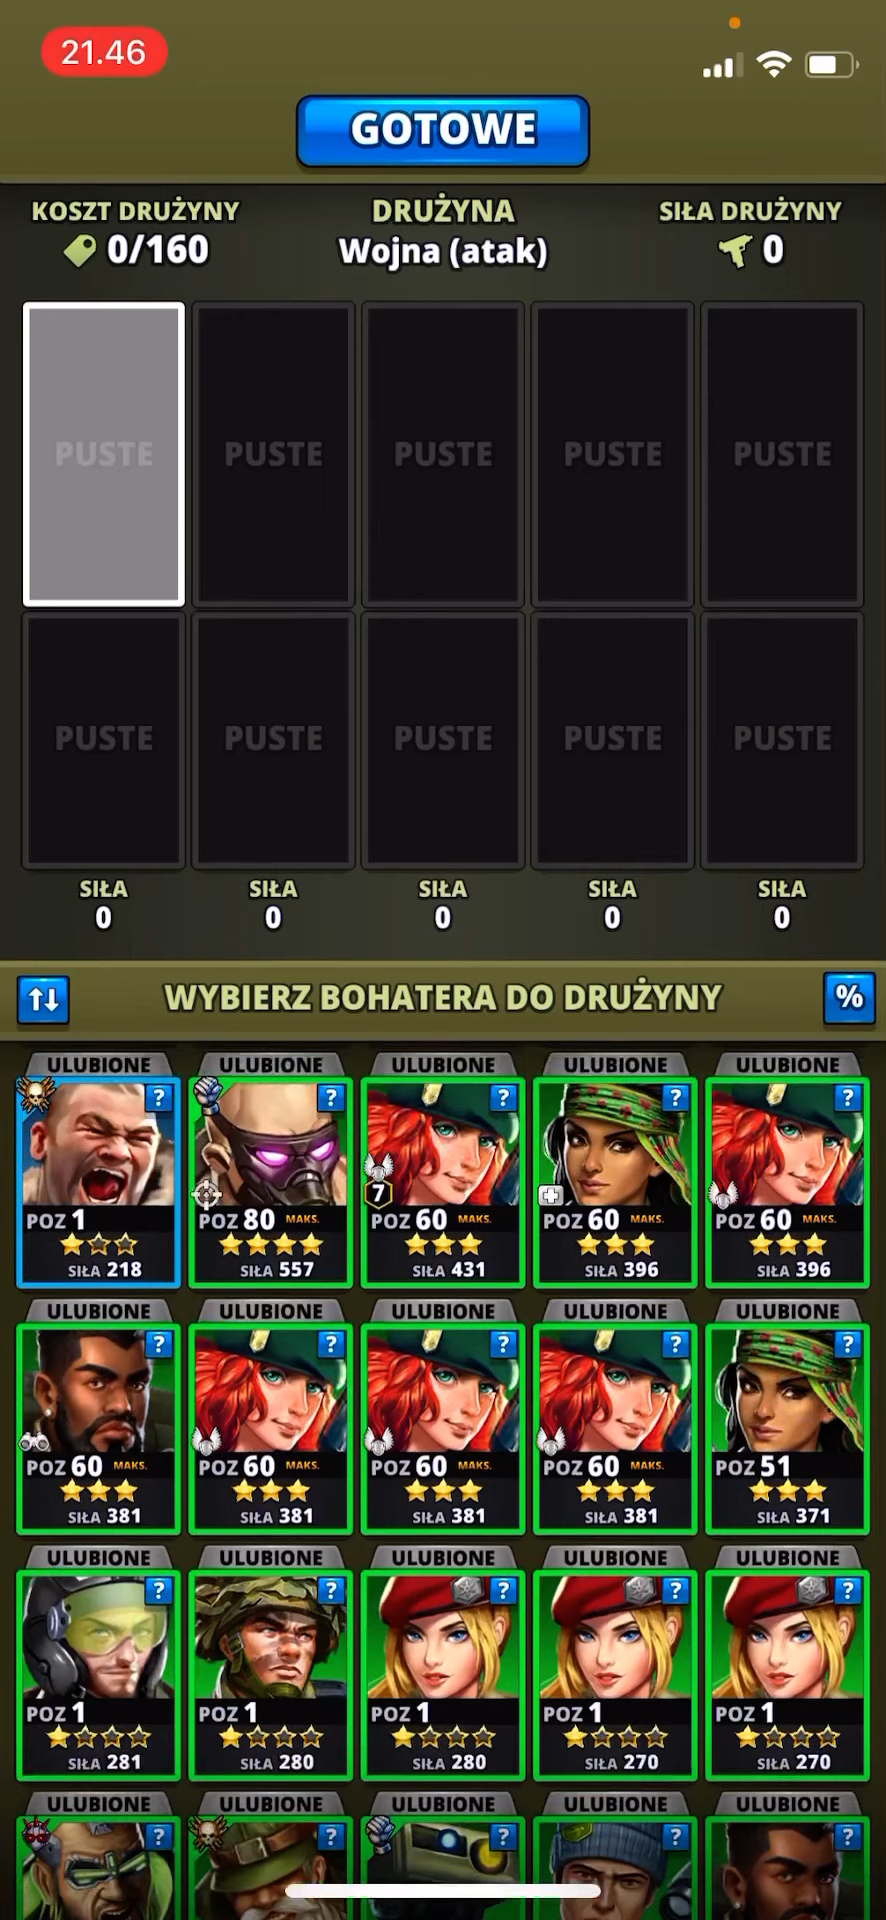 21.46
GOTOWE
KOSZT DRUŻYNY DRUŻYNA SIŁA DRUŻYNY
0/160 Wojna (atak) 0
PUSTE PUSTE PUSTE PUSTE PUSTE
PUSTE PUSTE PUSTE PUSTE PUSTE
SIŁA SIŁA SIŁA SIŁA SIŁA
0 0 0 0 0
WYBIERZ BOHATERA DO DRUŻYNY %
ULUBIONE ULUBIONE ULUBIONE ULUBIONE ULUBIONE
? ? ? ? ?
7
POZ 1 POZ 80 MAKS. POZ 60 MAKS. POZ 60 MAKS. POZ 60 MAKS.
SIŁA 218 SIŁA 557 SIŁA 431 SIŁA 396 SIŁA 396
ULUBIONE ULUBIONE ULUBIONE ULUBIONE ULUBIONE
? ? ? ? ?
POZ 60 MAKS. POZ 60 MAKS. POZ 60 MAKS. POZ 60 MAKS. POZ 51
SIŁA 381 SIŁA 381 SIŁA 381 SIŁA 381 SIŁA 371
ULUBIONE ULUBIONE ULUBIONE ULUBIONE ULUBIONE
? ? ? ? ?
POZ 1 POZ 1 POZ 1 POZ 1 POZ 1
SIŁA 281 SIŁA 280 SIŁA 280 SIŁA 270 SIŁA 270
ULUBIONE ULUBIONE ULUBIONE ULUBIONE ULUBIONE
? ? ? ? ?